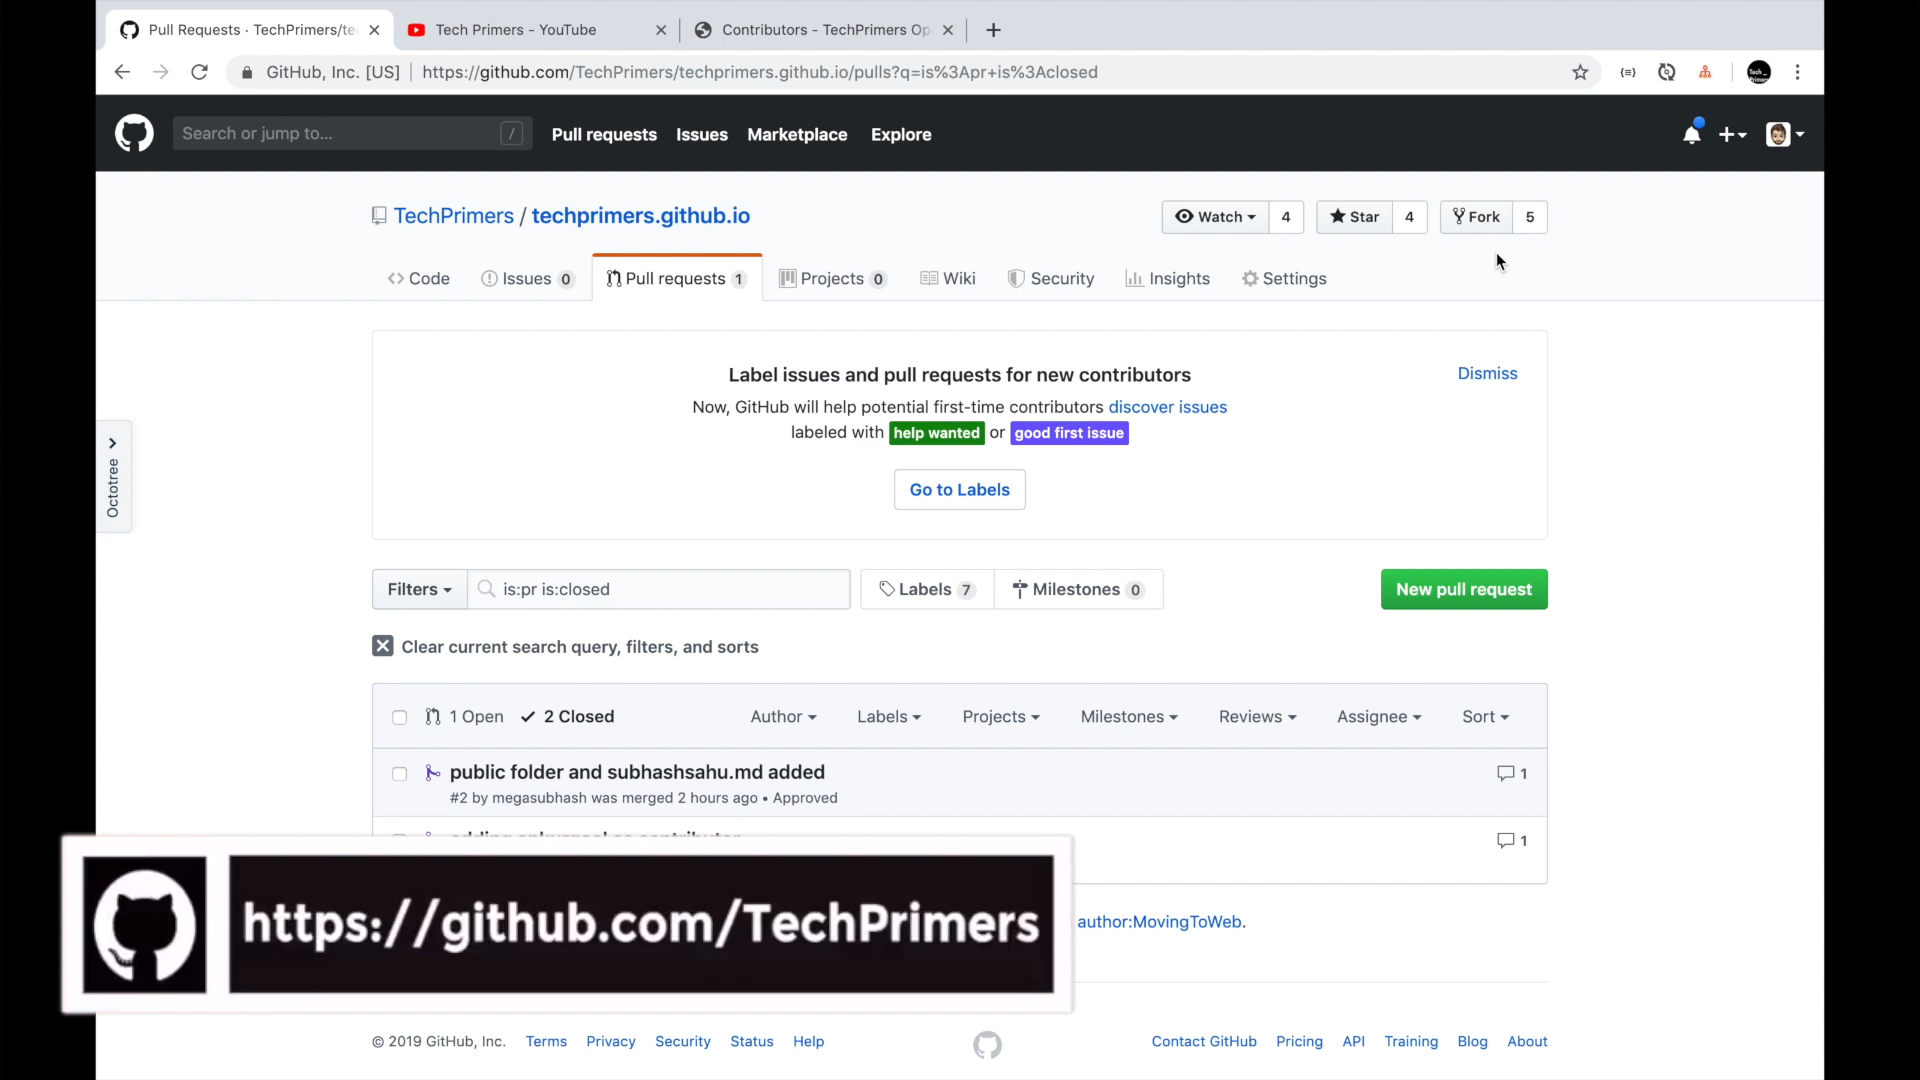 Pull Requests · TechPrimers/te
Tech Primers - YouTube
Contributors - TechPrimers Op
GitHub, Inc. [US]
https://github.com/TechPrimers/techprimers.github.io/pulls?q=is%3Apr+is%3Aclosed
Search or jump to...
/
Pull requests
Issues
Marketplace
Explore
TechPrimers / techprimers.github.io
Watch 4
Star 4
Fork 5
Code
Issues 0
Pull requests 1
Projects 0
Wiki
Security
Insights
Settings
Label issues and pull requests for new contributors
Dismiss
Now, GitHub will help potential first-time contributors discover issues
labeled with help wanted or good first issue
Go to Labels
Octotree
Filters
is:pr is:closed
Labels 7
Milestones 0
New pull request
Clear current search query, filters, and sorts
1 Open
2 Closed
Author
Labels
Projects
Milestones
Reviews
Assignee
Sort
public folder and subhashsahu.md added
1
#2 by megasubhash was merged 2 hours ago • Approved
1
https://github.com/TechPrimers
author:MovingToWeb.
© 2019 GitHub, Inc.
Terms
Privacy
Security
Status
Help
Contact GitHub
Pricing
API
Training
Blog
About